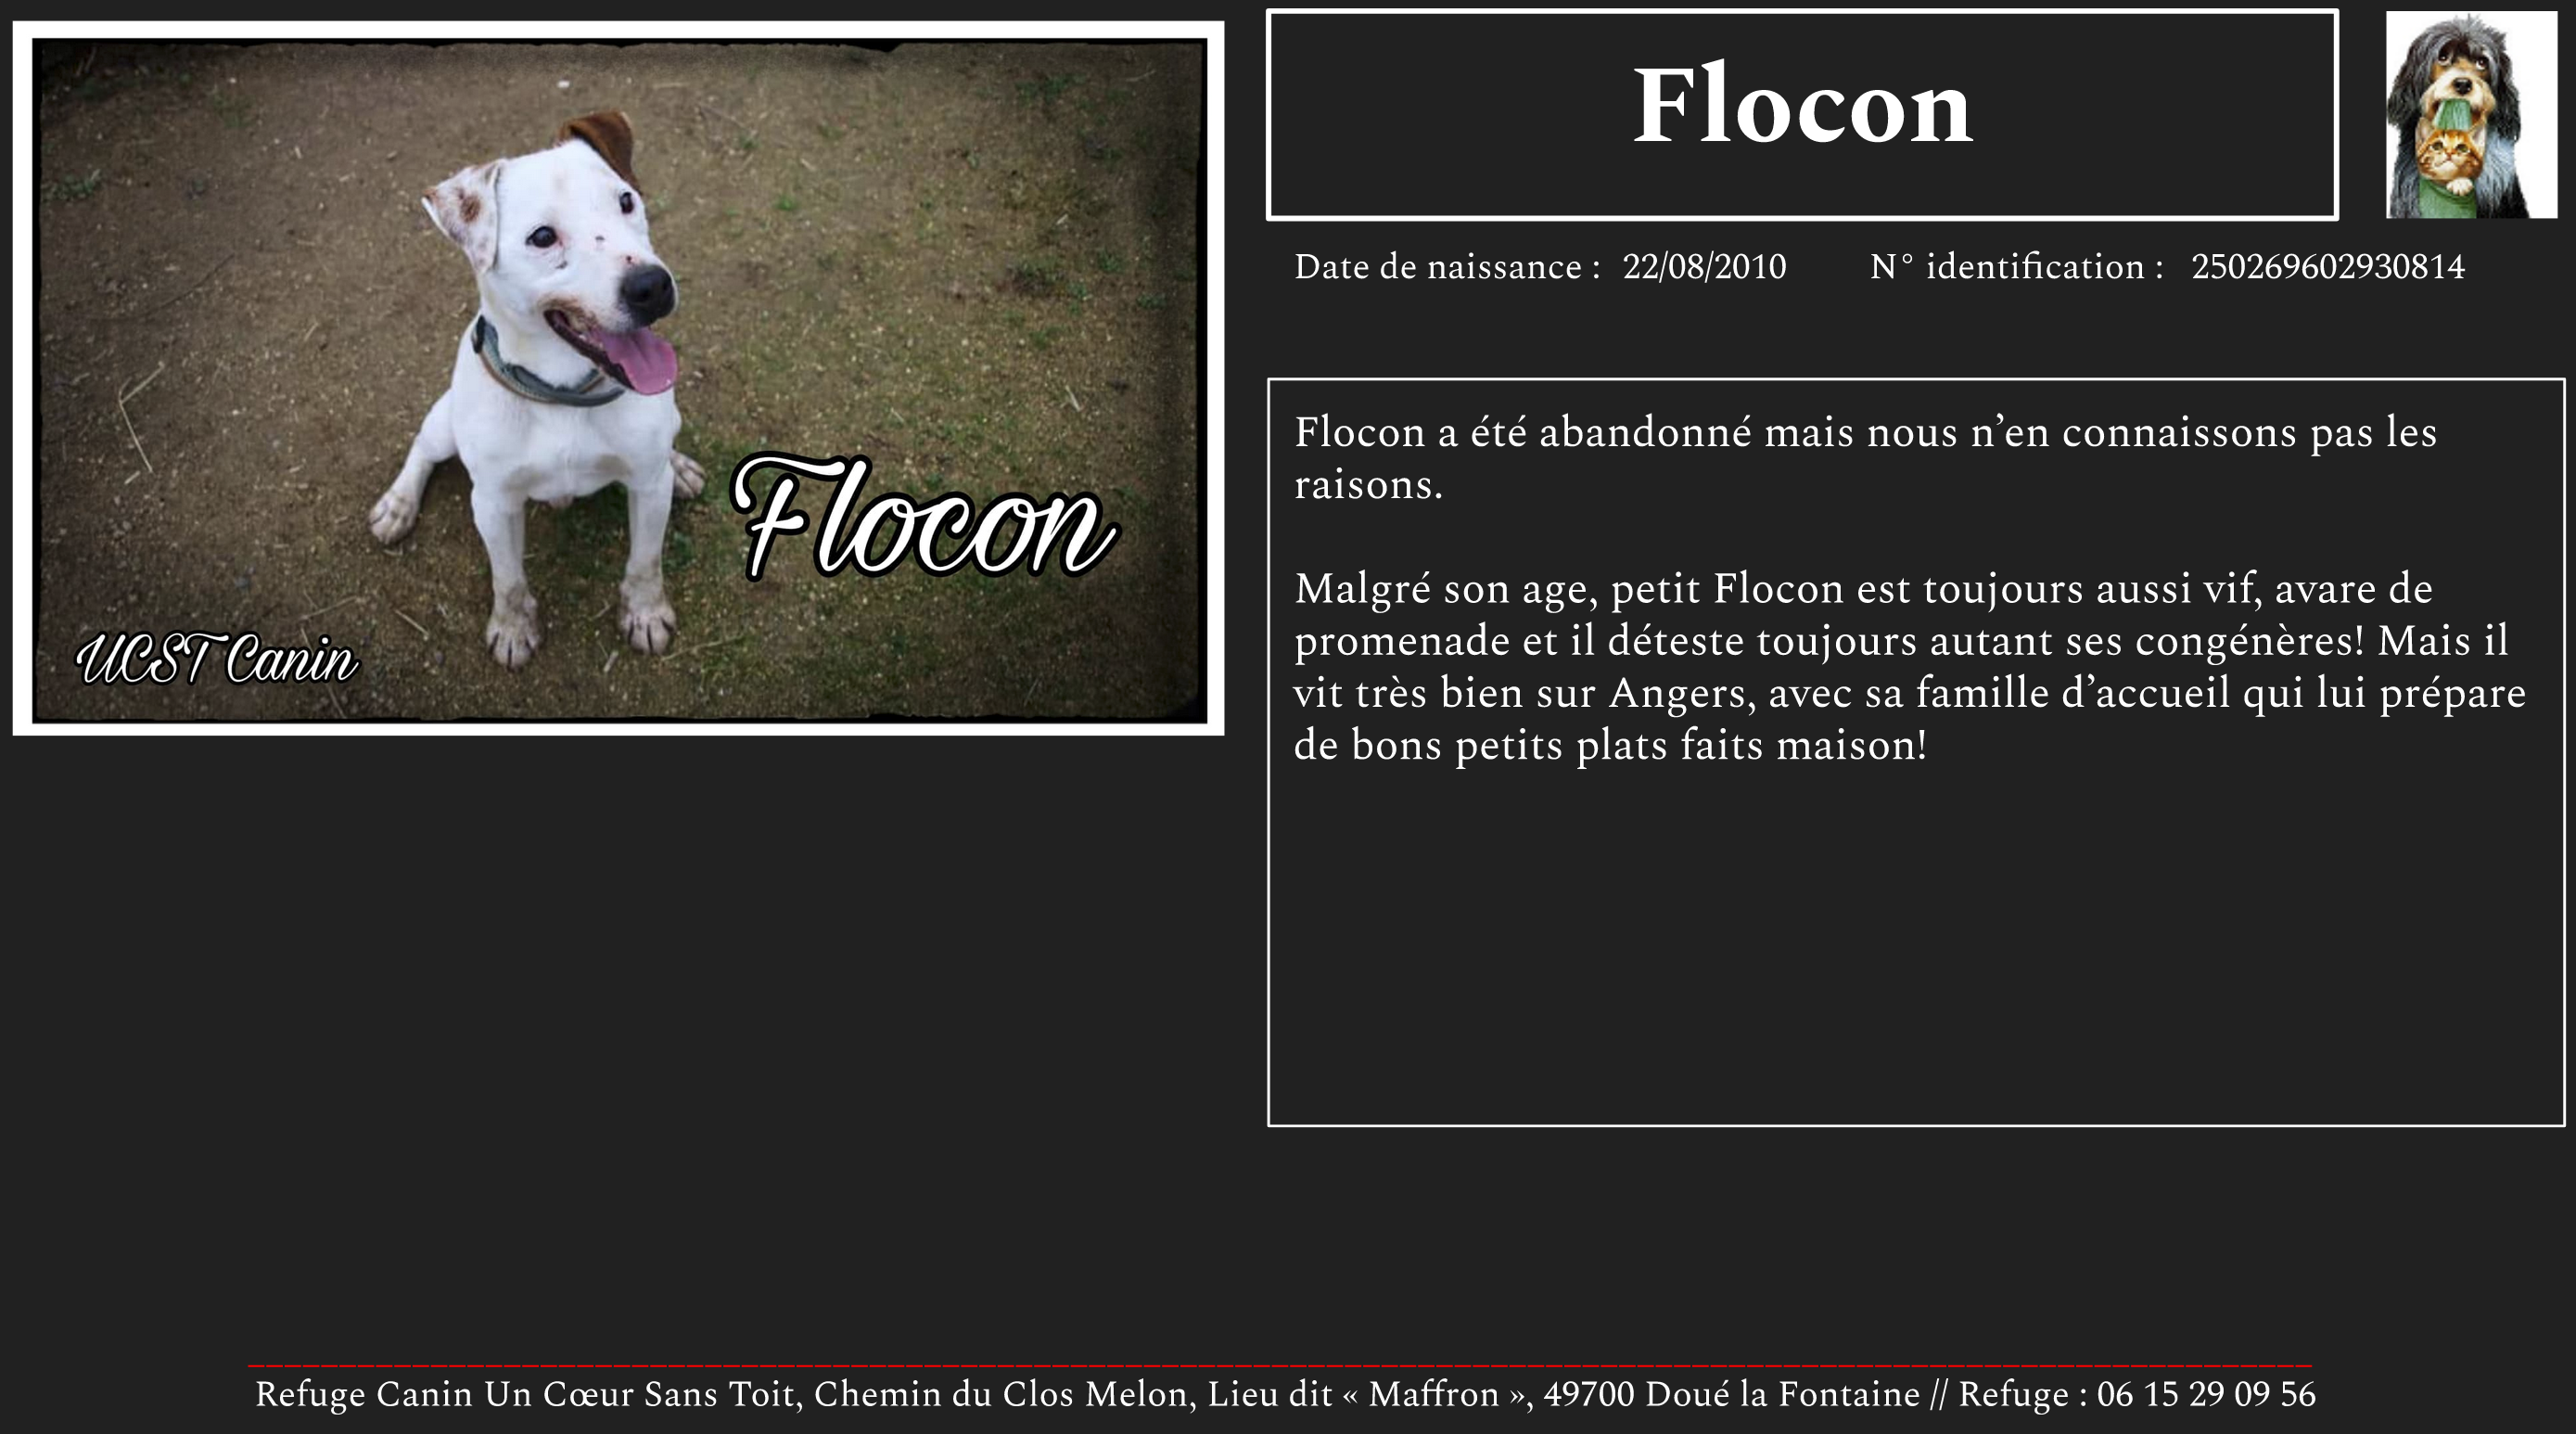 Flocon
Date de naissance : 22/08/2010 N° identification : 250269602930814
Flocon a été abandonné mais nous n’en connaissons pas les
raisons.
Malgré son age, petit Flocon est toujours aussi vif, avare de
promenade et il déteste toujours autant ses congénères! Mais il
vit très bien sur Angers, avec sa famille d’accueil qui lui prépare
de bons petits plats faits maison!
Flocon
UCST Canin
Refuge Canin Un Cœur Sans Toit, Chemin du Clos Melon, Lieu dit « Maffron », 49700 Doué la Fontaine // Refuge : 06 15 29 09 56